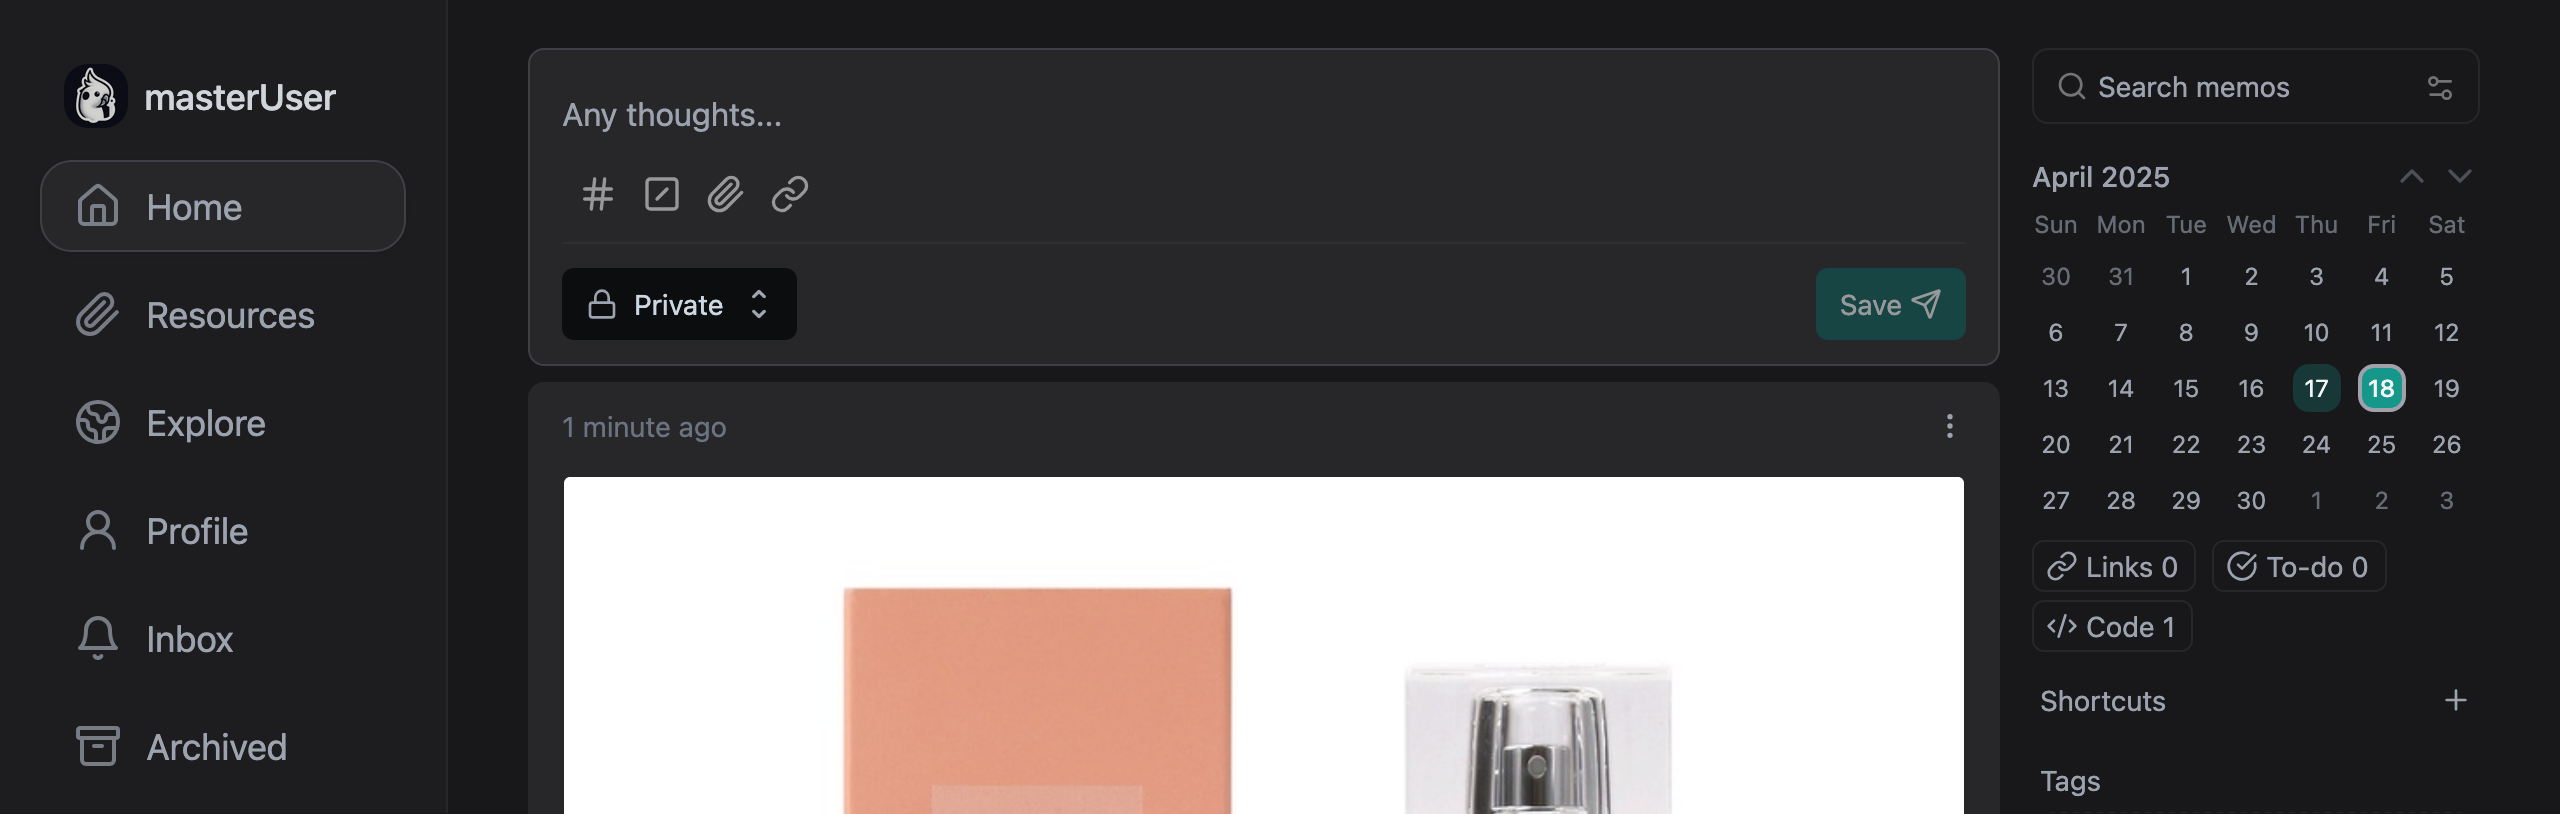 masterUser
Home
Resources
Explore
Profile
Inbox
Archived
Any thoughts...
Private
Save
1 minute ago
Search memos
April 2025
Sun Mon Tue Wed Thu Fri Sat
30 31 1 2 3 4 5
6 7 8 9 10 11 12
13 14 15 16 17 18 19
20 21 22 23 24 25 26
27 28 29 30 1 2 3
Links 0 To-do 0
Code 1
Shortcuts
Tags